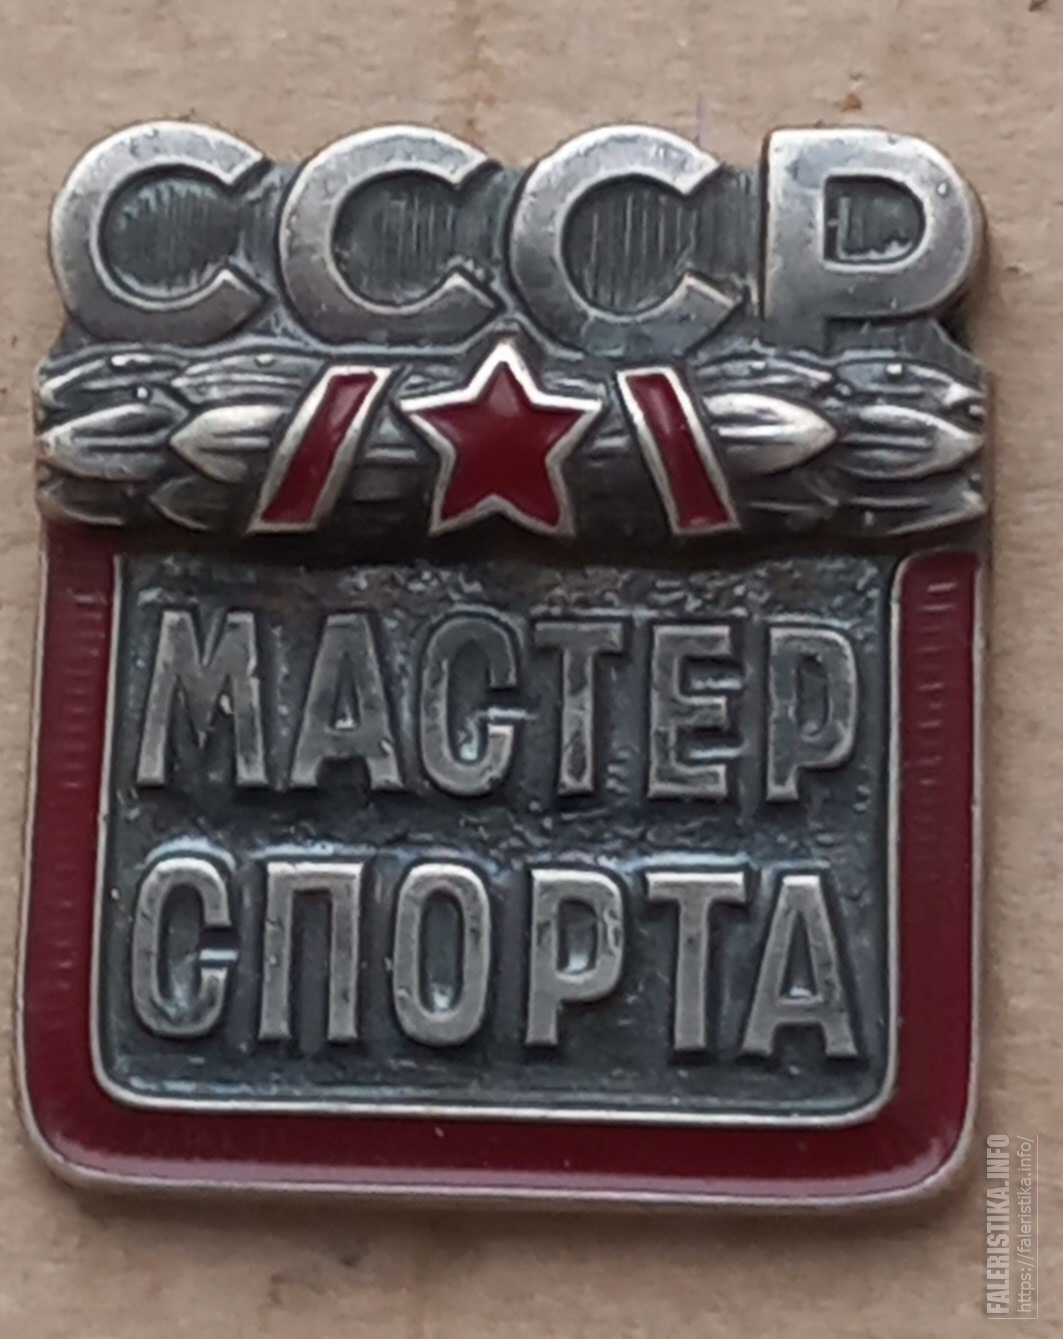 СССР
МАСТЕР
СПОРТА
FALERISTIKA.INFO
https://faleristika.info/